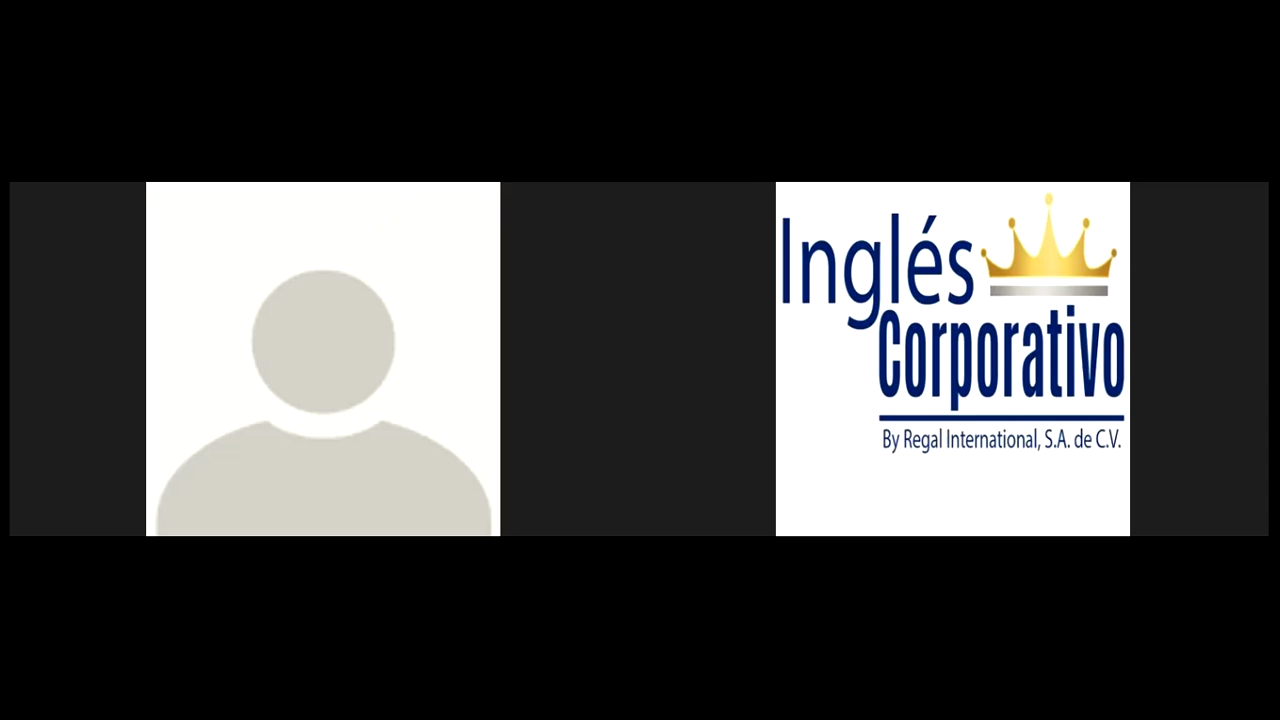 Inglés
Corporativo
By Regal International, S.A. de C.V.